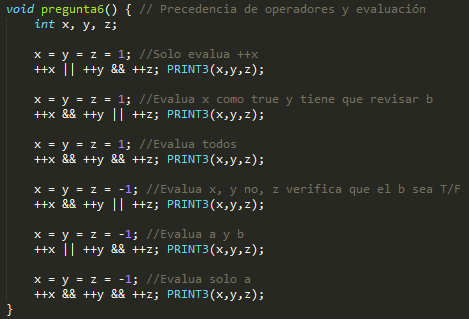 void pregunta6() { // Precedencia de operadores y evaluación
int x, y, z;
x = y = z = 1; //Solo evalua ++x
++x || ++y && ++z; PRINT3(x,y,z);
x = y = z = 1; //Evalua x como true y tiene que revisar b
++x && ++y || ++z; PRINT3(x,y,z);
x = y = z = 1; //Evalua todos
++x && ++y && ++z; PRINT3(x,y,z);
x = y = z = -1; //Evalua x, y no, z verifica que el b sea T/F
++x && ++y || ++z; PRINT3(x,y,z);
x = y = z = -1; //Evalua a y b
++x || ++y && ++z; PRINT3(x,y,z);
x = y = z = -1; //Evalua solo a
++x && ++y && ++z; PRINT3(x,y,z);
}